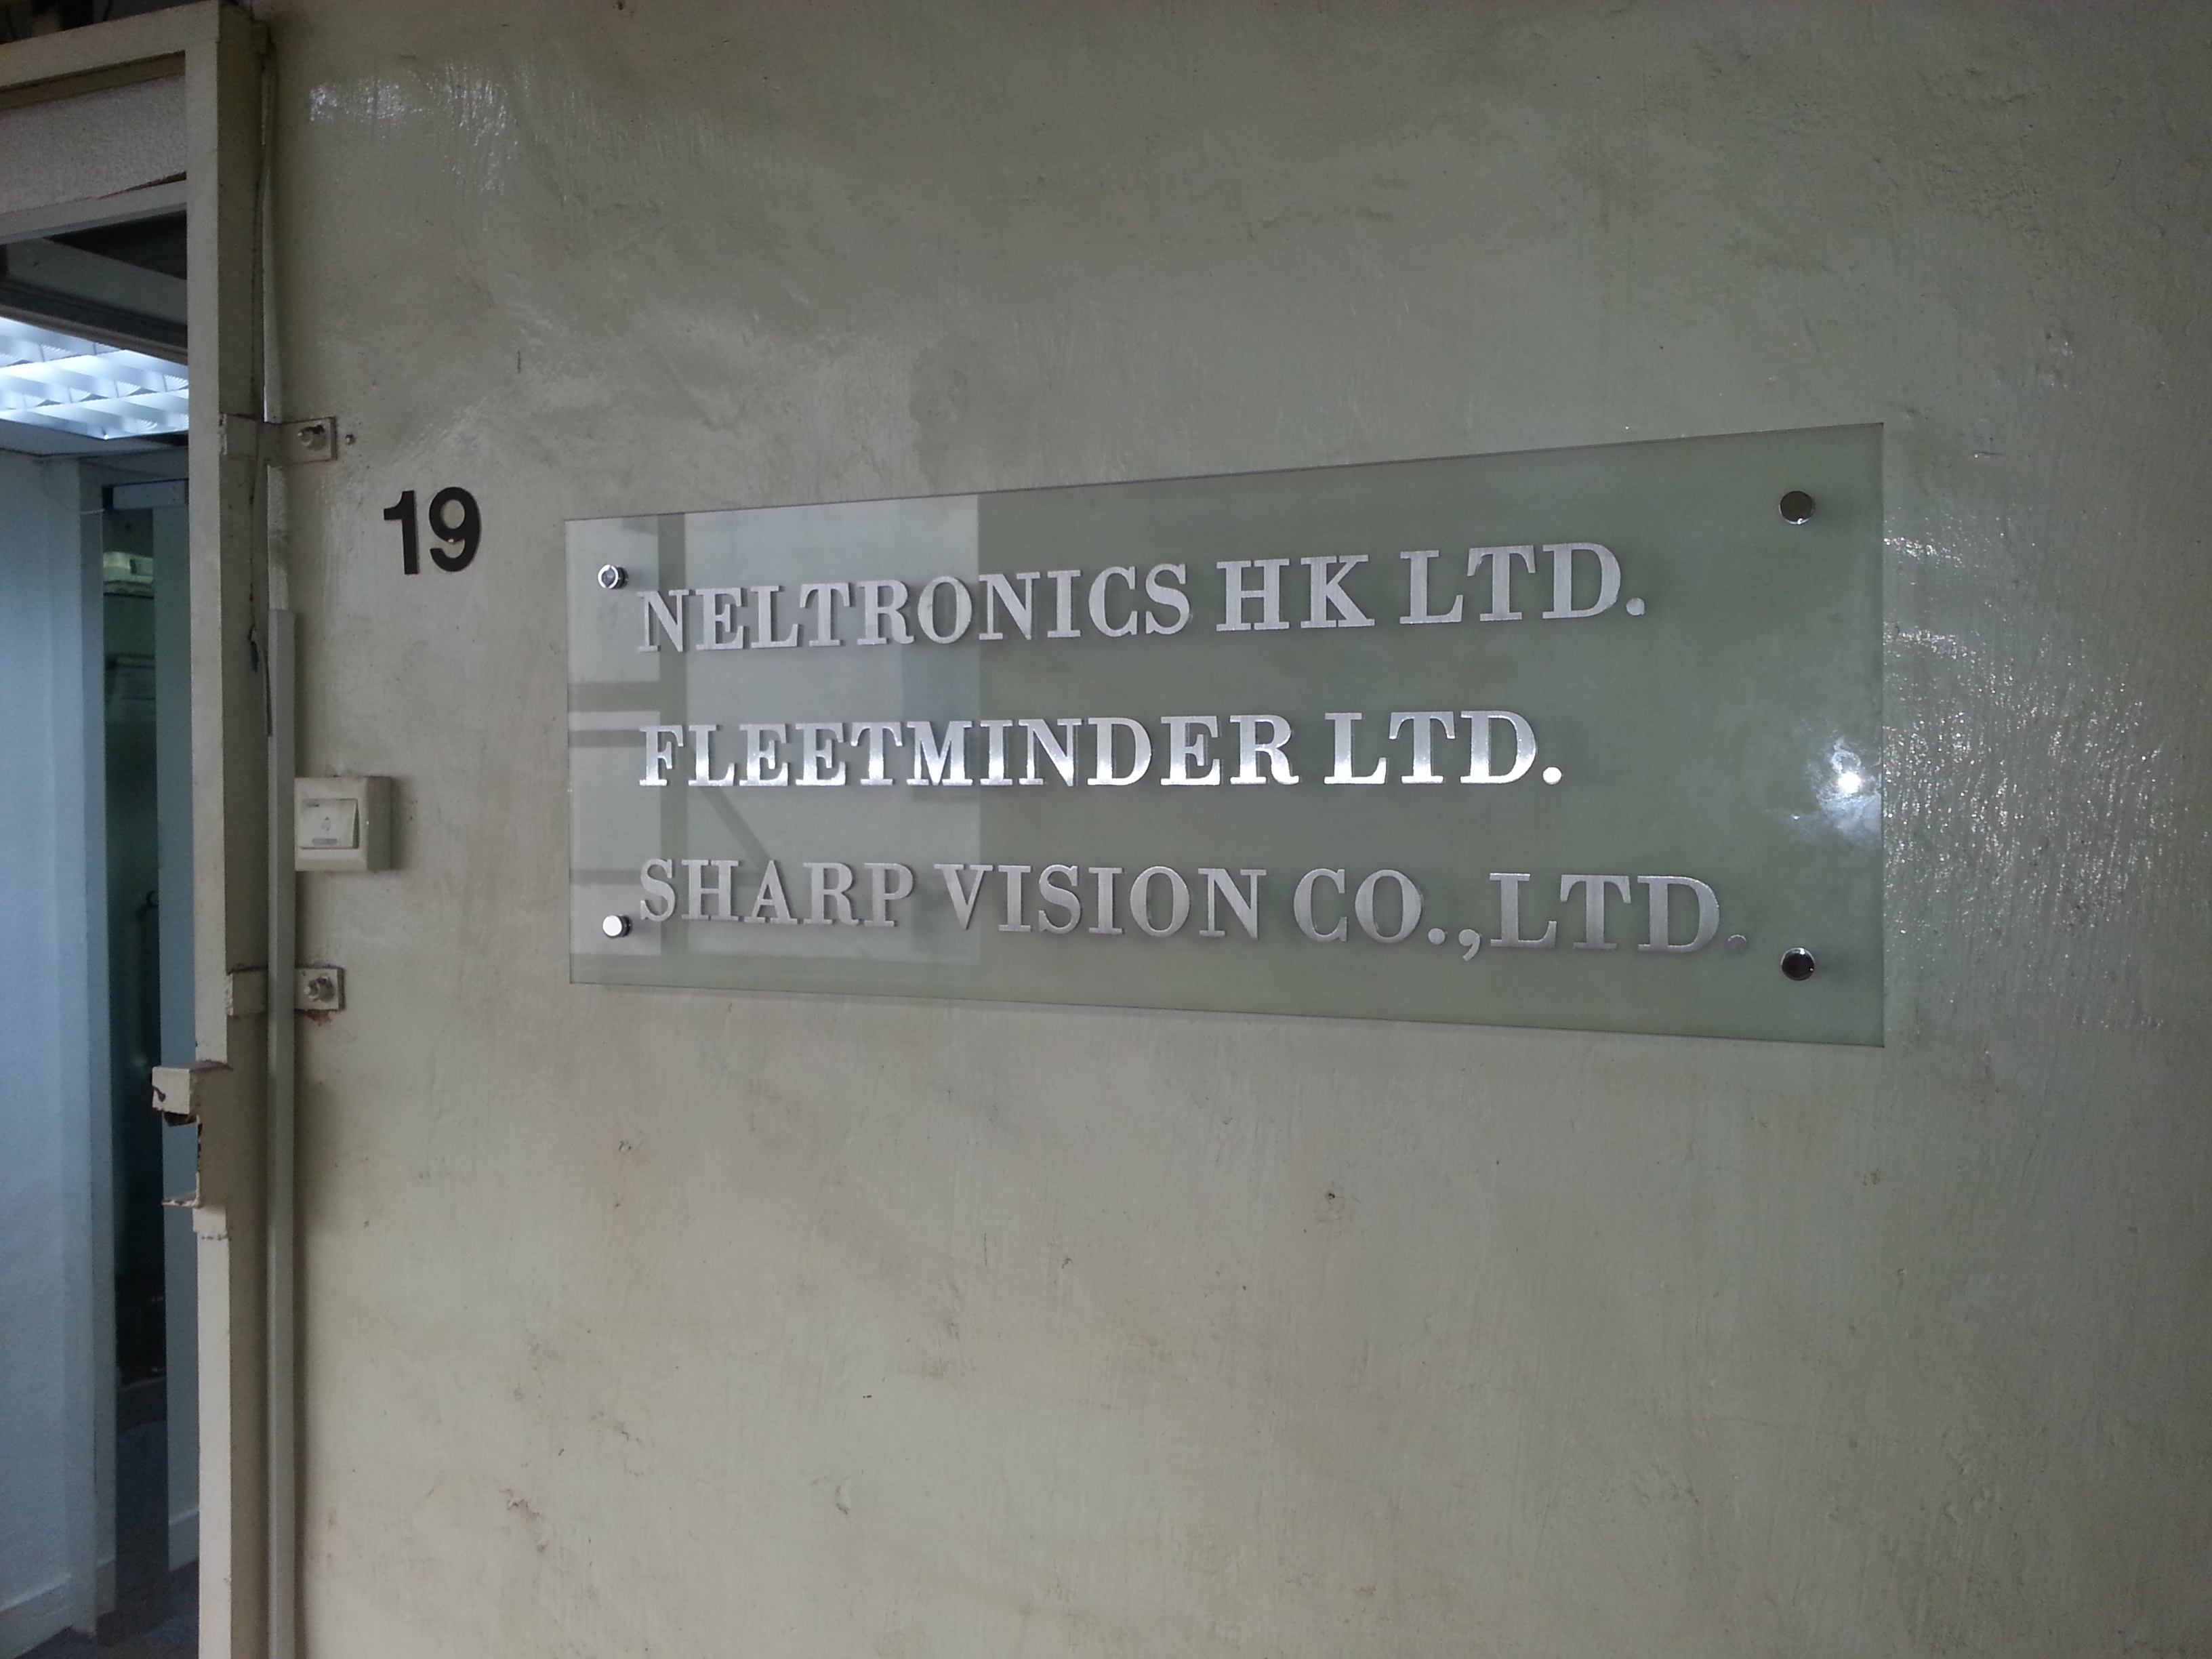 19
NELTRONICS HK LTD.
FLEETMINDER LTD.
SHARP VISION CO.,LTD.